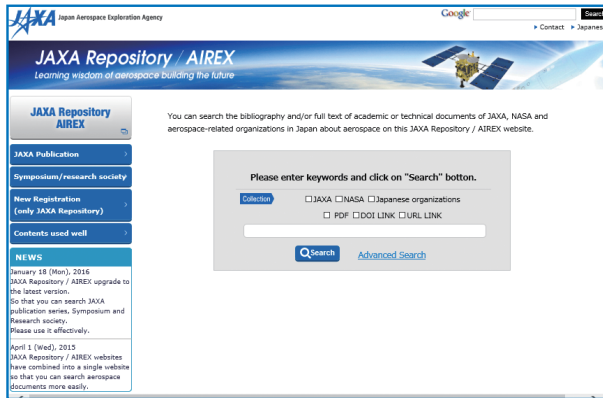 JAXA Japan Aerospace Exploration Agency
Google
Search
Contact Japanes
JAXA Repository / AIREX
Learning wisdom of aerospace building the future
JAXA Repository
AIREX
JAXA Publication
Symposium/research society
New Registration
(only JAXA Repository)
Contents used well
NEWS
January 18 (Mon), 2016
JAXA Repository / AIREX upgrade to
the latest version.
So that you can search JAXA
publication series, Symposium and
Research society.
Please use it effectively.
April 1 (Wed), 2015
JAXA Repository / AIREX websites
have combined into a single website
so that you can search aerospace
documents more easily.
You can search the bibliography and/or full text of academic or technical documents of JAXA, NASA and
aerospace-related organizations in Japan about aerospace on this JAXA Repository / AIREX website.
Please enter keywords and click on "Search" botton.
Collection JAXA NASA Japanese organizations
PDF DOI LINK URL LINK
Search Advanced Search